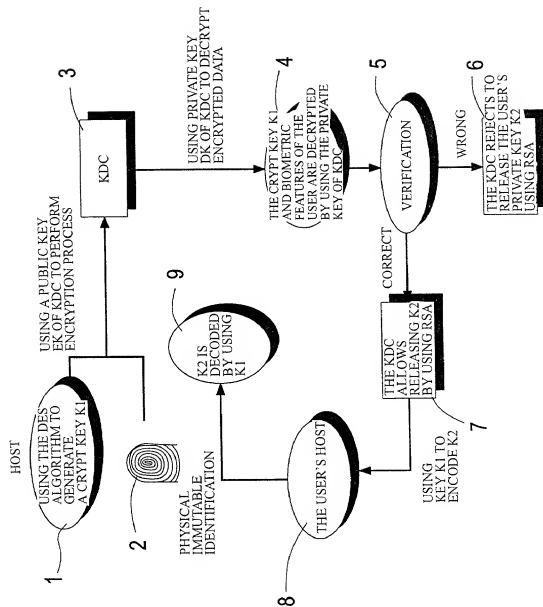 HOST
1
USING THE DES
ALGORITHM TO
GENERATE
A CRYPT KEY K1
2
PHYSICAL
IMMUTABLE
IDENTIFICATION
USING A PUBLIC KEY
EK OF KDC TO PERFORM
ENCRYPTION PROCESS
3
KDC
USING PRIVATE KEY
DK OF KDC TO DECRYPT
ENCRYPTED DATA
4
THE CRYPT KEY K1
AND BIOMETRIC
FEATURES OF THE
USER ARE DECRYPTED
BY USING THE PRIVATE
KEY OF KDC
5
VERIFICATION
WRONG
6
THE KDC REJECTS TO
RELEASE THE USER'S
PRIVATE KEY K2
USING RSA
CORRECT
THE KDC
ALLOWS
RELEASING K2
BY USING RSA
7
USING
KEY K1 TO
ENCODE K2
THE USER'S HOST
8
9
K2 IS
DECODED
BY USING
K1